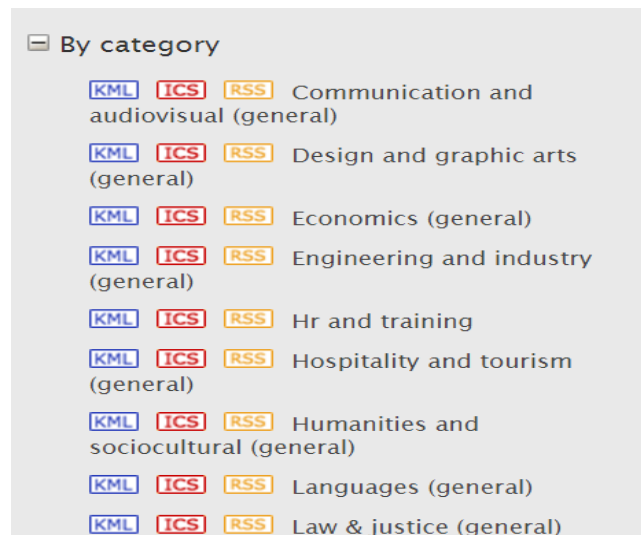 By category
KML ICS RSS Communication and
audiovisual (general)
KML ICS RSS Design and graphic arts
(general)
KML ICS RSS Economics (general)
KML ICS RSS Engineering and industry
(general)
KML ICS RSS Hr and training
KML ICS RSS Hospitality and tourism
(general)
KML ICS RSS Humanities and
sociocultural (general)
KML ICS RSS Languages (general)
KML ICS RSS Law & justice (general)